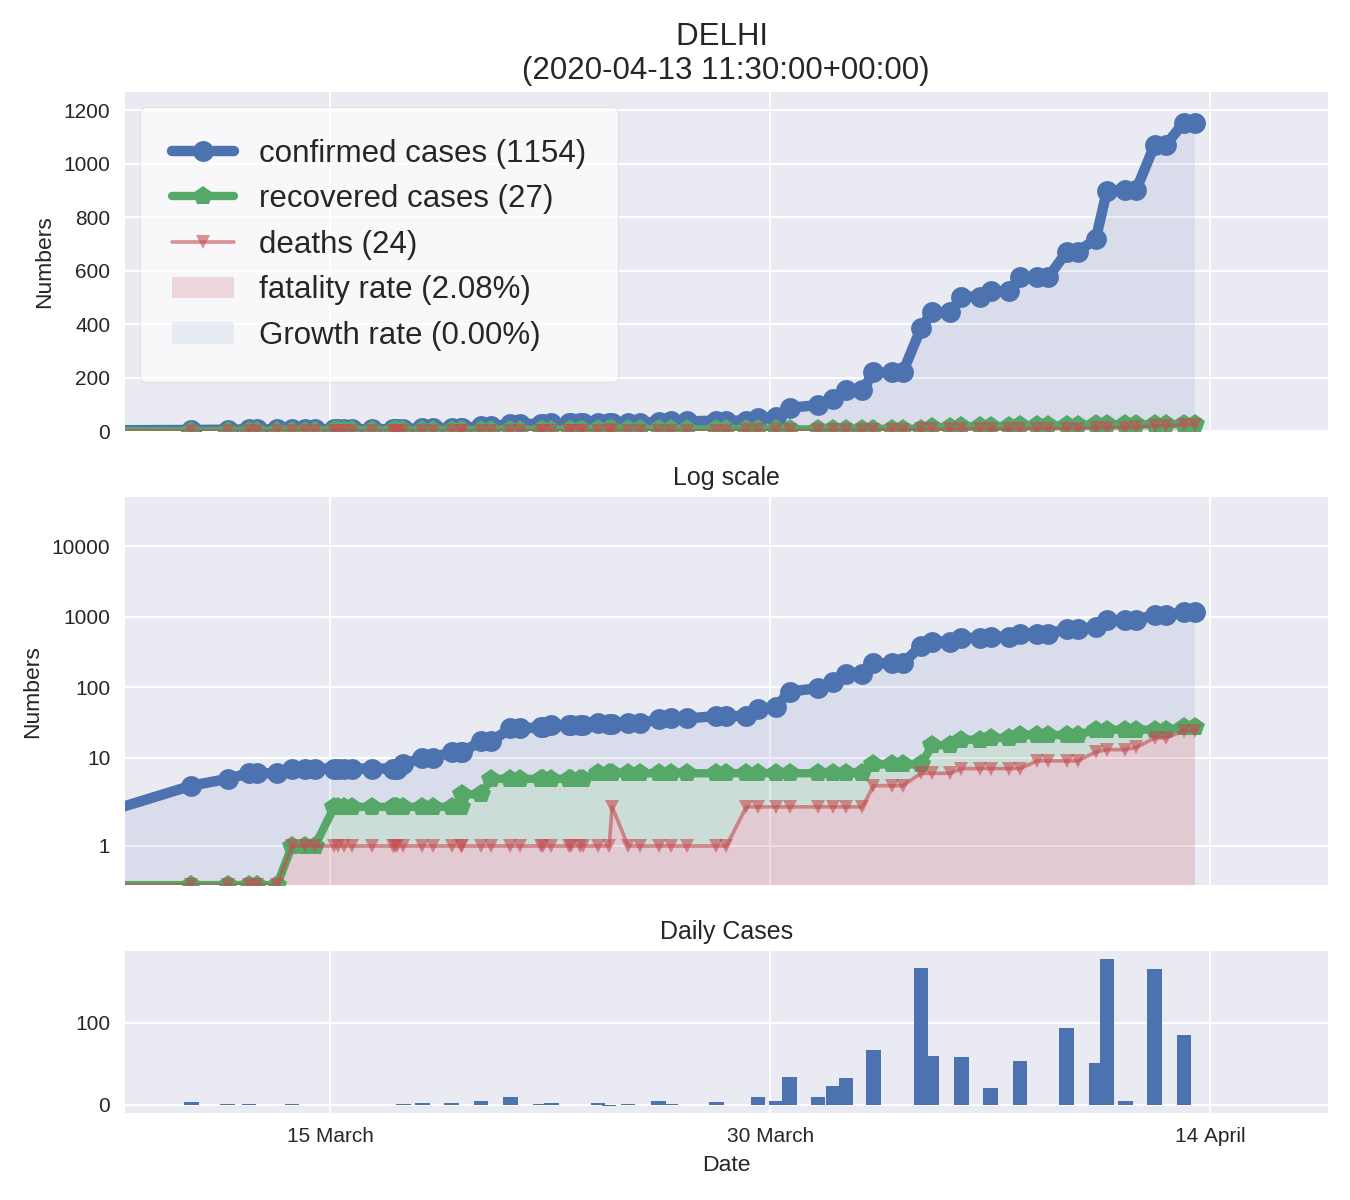 DELHI
(2020-04-13 11:30:00+00:00)
1200
1000
800
600
400
200
0
Numbers
confirmed cases (1154)
recovered cases (27)
deaths (24)
fatality rate (2.08%)
Growth rate (0.00%)
Log scale
10000
1000
100
10
1
Numbers
Daily Cases
100
0
15 March
30 March
14 April
Date